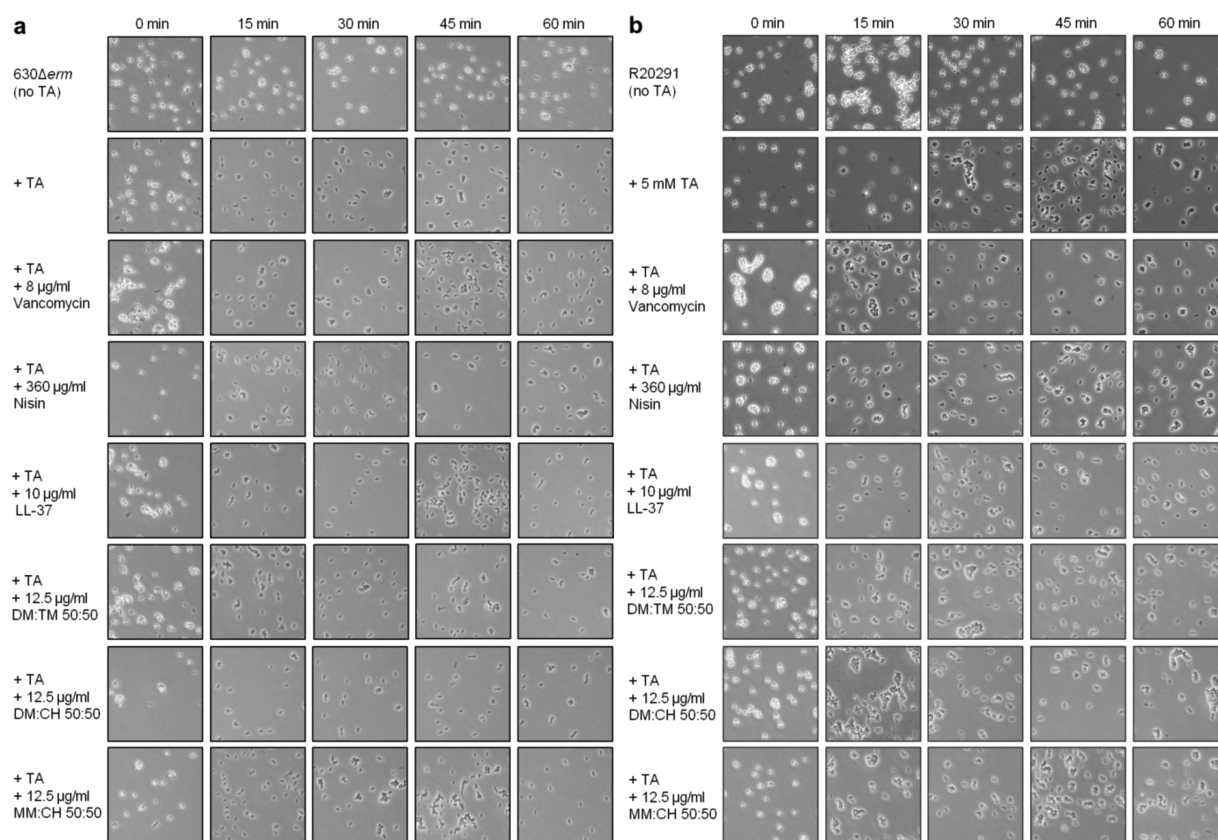 a
0 min 15 min 30 min 45 min 60 min
630Δerm
(no TA)
+ TA
+ TA
+ 8 µg/ml
Vancomycin
+ TA
+ 360 µg/ml
Nisin
+ TA
+ 10 µg/ml
LL-37
+ TA
+ 12.5 µg/ml
DM:TM 50:50
+ TA
+ 12.5 µg/ml
DM:CH 50:50
+ TA
+ 12.5 µg/ml
MM:CH 50:50
b
0 min 15 min 30 min 45 min 60 min
R20291
(no TA)
+ 5 mM TA
+ TA
+ 8 µg/ml
Vancomycin
+ TA
+ 360 µg/ml
Nisin
+ TA
+ 10 µg/ml
LL-37
+ TA
+ 12.5 µg/ml
DM:TM 50:50
+ TA
+ 12.5 µg/ml
DM:CH 50:50
+ TA
+ 12.5 µg/ml
MM:CH 50:50